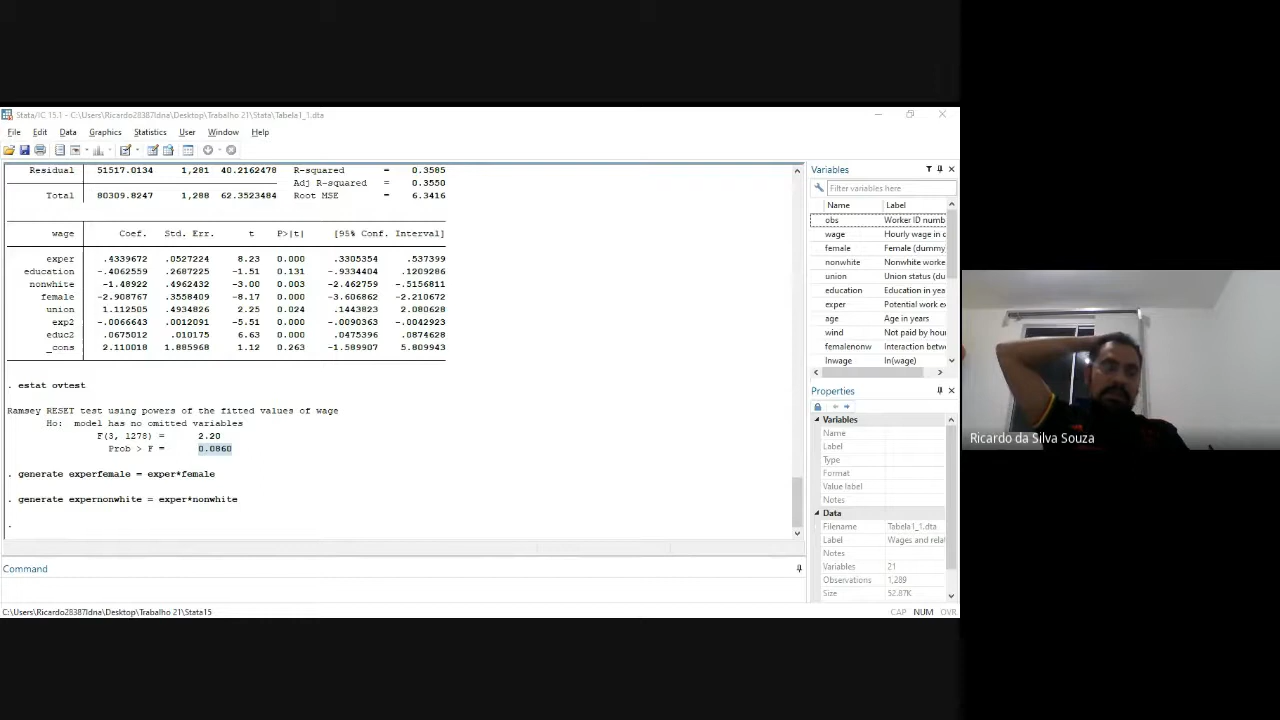 Stata/IC 15.1 - C:\Users\Ricardo28387ldna\Desktop\Trabalho 21\Stata\Tabela1_1.dta
File Edit Data Graphics Statistics User Window Help
Residual 51517.0134 1,281 40.2162478 R-squared = 0.3585
Adj R-squared = 0.3550
Total 80309.8247 1,288 62.3523484 Root MSE = 6.3416
wage Coef. Std. Err. t P>|t| [95% Conf. Interval]
exper .4339672 .0527224 8.23 0.000 .3305354 .537399
education -.4062559 .2687225 -1.51 0.131 -.9334404 .1209286
nonwhite -1.48922 .4962432 -3.00 0.003 -2.462759 -.5156811
female -2.908767 .3558409 -8.17 0.000 -3.606862 -2.210672
union 1.112505 .4934826 2.25 0.024 .1443823 2.080628
exp2 -.0066643 .0012091 -5.51 0.000 -.0090363 -.0042923
educ2 .0675012 .010175 6.63 0.000 .0475396 .0874628
_cons 2.110018 1.885968 1.12 0.263 -1.589907 5.809943
. estat ovtest
Ramsey RESET test using powers of the fitted values of wage
Ho: model has no omitted variables
F(3, 1278) = 2.20
Prob > F = 0.0860
. generate experfemale = exper*female
. generate expernonwhite = exper*nonwhite
.
Command
C:\Users\Ricardo28387ldna\Desktop\Trabalho 21\Stata15
Variables
Filter variables here
Name Label
obs Worker ID numb
wage Hourly wage in d
female Female (dummy
nonwhite Nonwhite worke
union Union status (du
education Education in yea
exper Potential work ex
age Age in years
wind Not paid by hour
femalenonw Interaction betwe
lnwage ln(wage)
Properties
Variables
Name
Label
Type
Format
Value label
Notes
Data
Filename Tabela1_1.dta
Label Wages and relat
Notes
Variables 21
Observations 1,289
Size 52.87K
CAP NUM OVR
Ricardo da Silva Souza